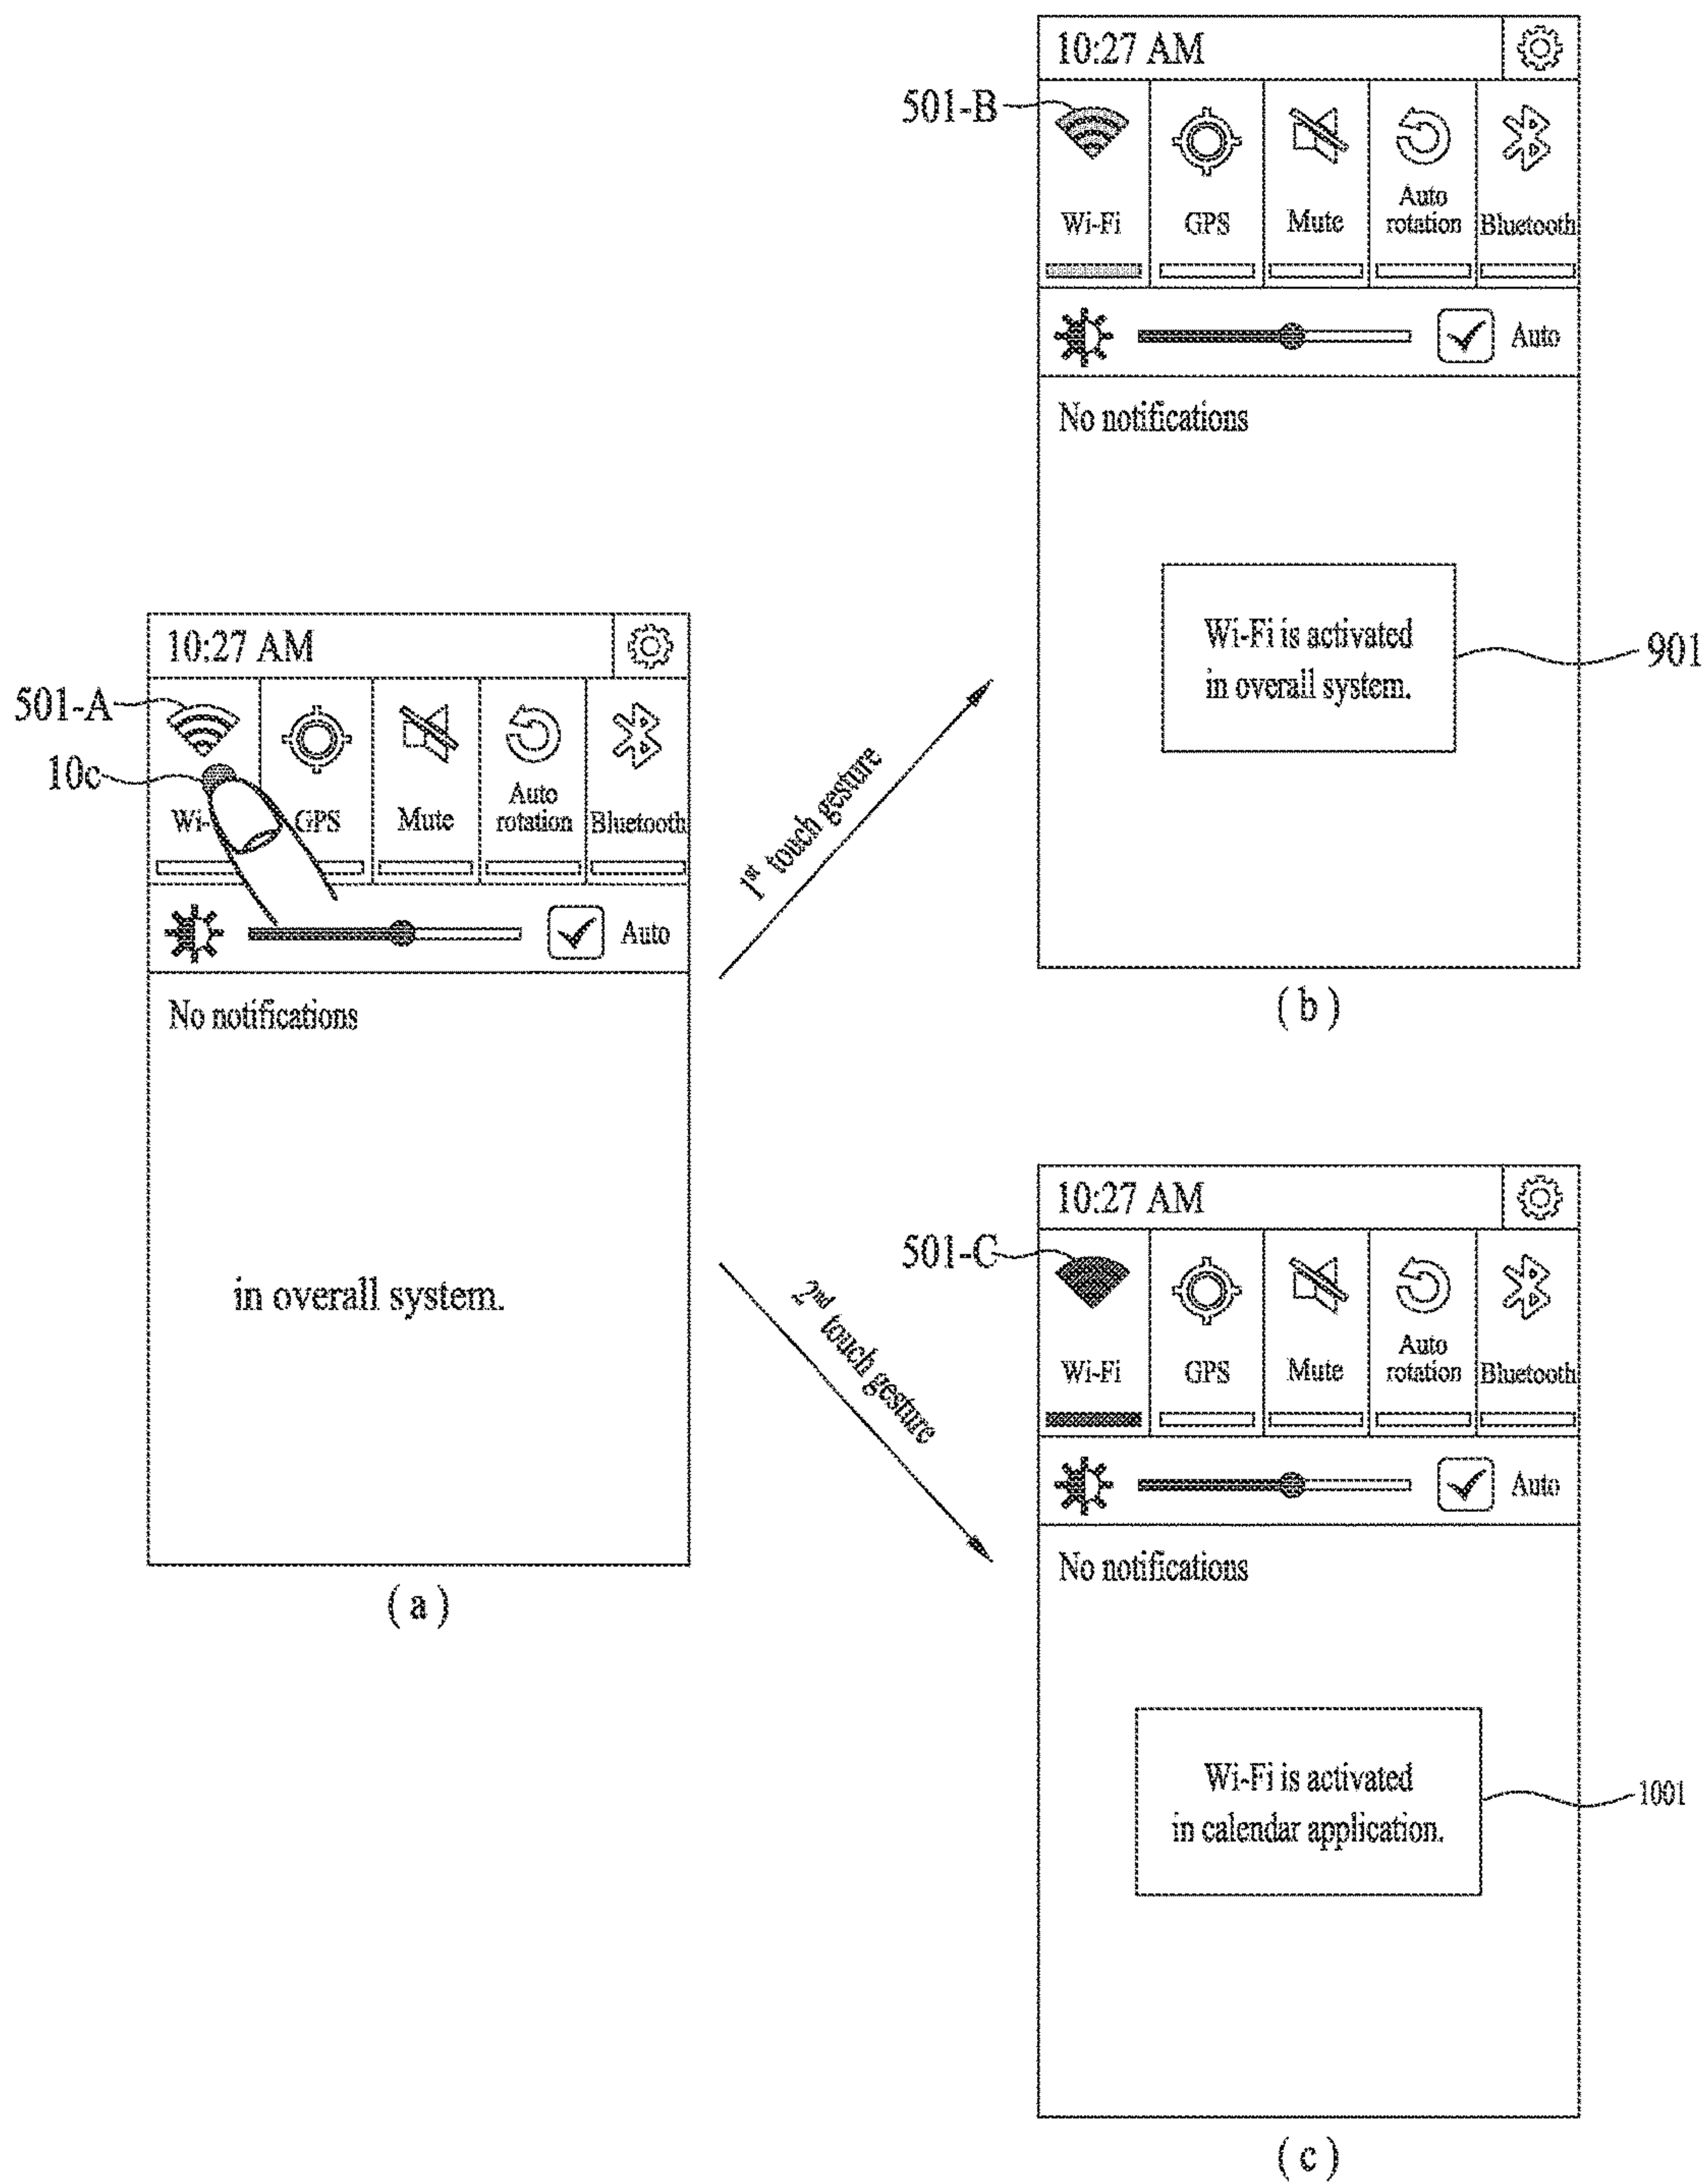 10:27 AM
501-B
Wi-Fi
GPS
Mute
Auto
rotation
Bluetooth
Auto
No notifications
Wi-Fi is activated
in overall system.
901
(b)
10:27 AM
501-A
10c
Wi-
GPS
Mute
Auto
rotation
Bluetooth
Auto
No notifications
in overall system.
(a)
1st touch gesture
2nd touch gesture
10:27 AM
501-C
Wi-Fi
GPS
Mute
Auto
rotation
Bluetooth
Auto
No notifications
Wi-Fi is activated
in calendar application.
1001
(c)